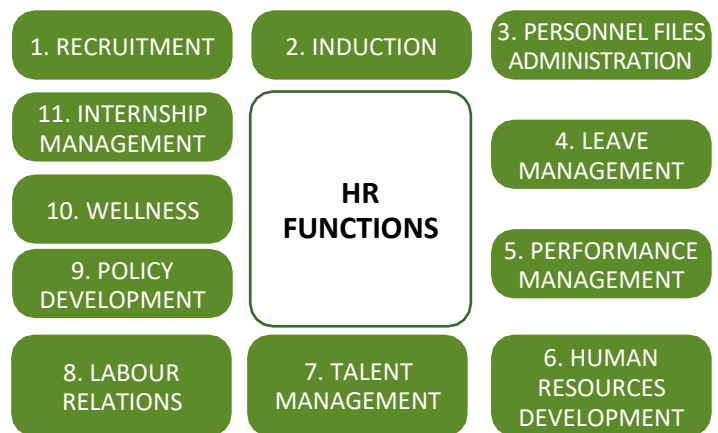 1. RECRUITMENT
2. INDUCTION
3. PERSONNEL FILES
ADMINISTRATION
11. INTERNSHIP
MANAGEMENT
4. LEAVE
MANAGEMENT
HR
FUNCTIONS
10. WELLNESS
5. PERFORMANCE
MANAGEMENT
9. POLICY
DEVELOPMENT
8. LABOUR
RELATIONS
7. TALENT
MANAGEMENT
6. HUMAN
RESOURCES
DEVELOPMENT